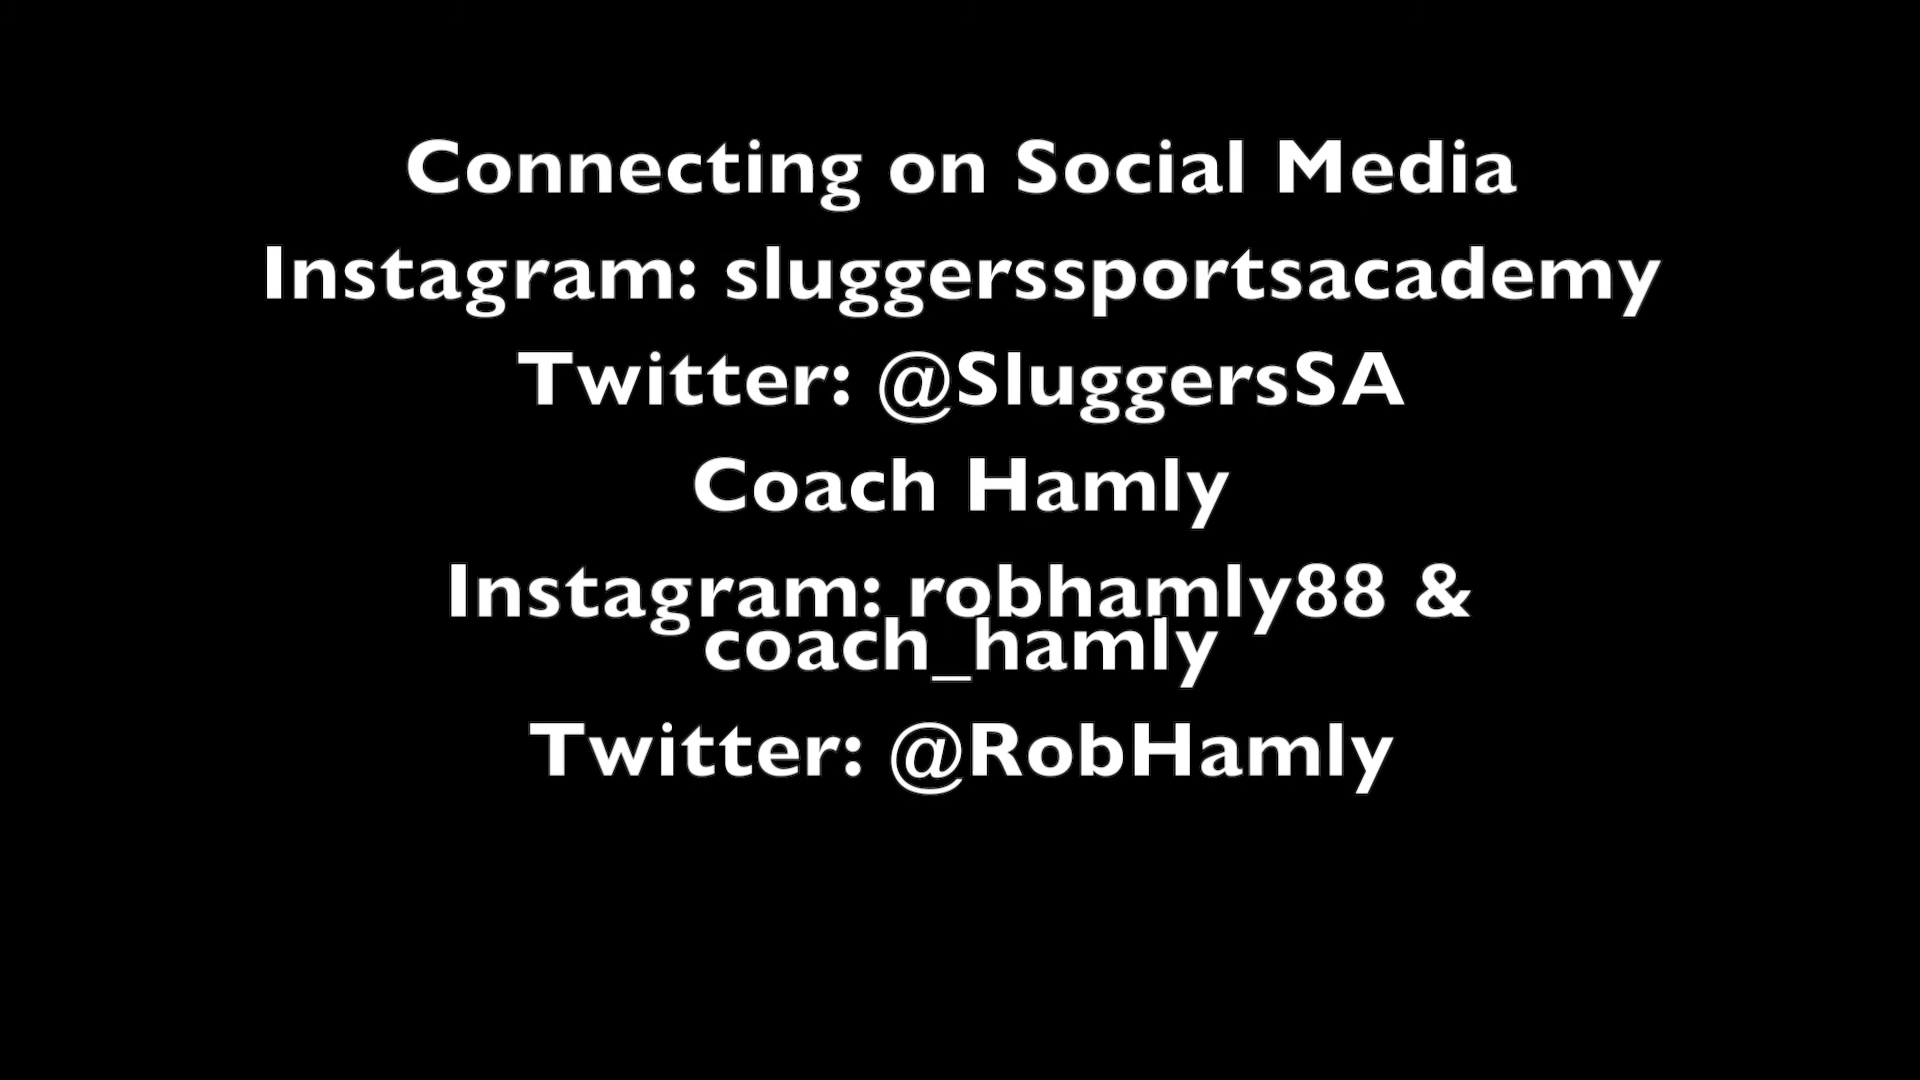 Connecting on Social Media
Instagram: sluggerssportsacademy
Twitter: @SluggersSA
Coach Hamly
Instagram: robhamly88 &
coach_hamly
Twitter: @RobHamly